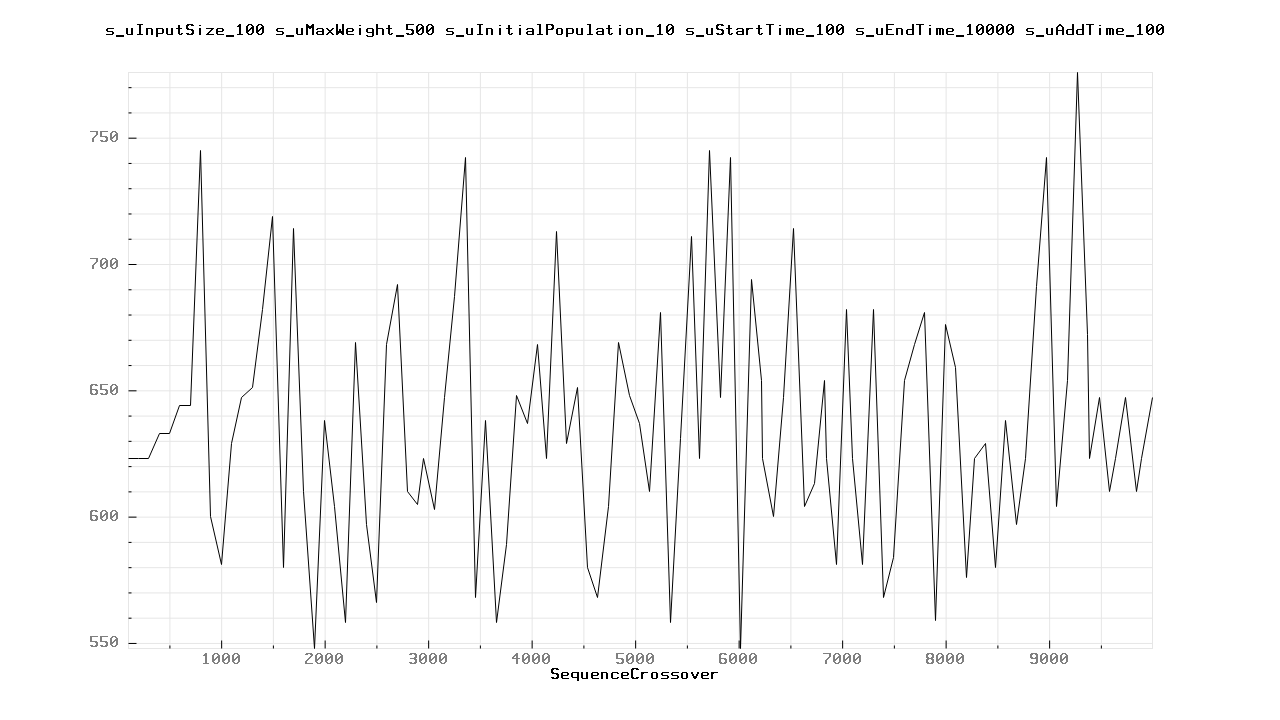 s_uInputSize_100 s_uMaxWeight_500 s_uInitialPopulation_10 s_uStartTime_100 s_uEndTime_10000 s_uAddTime_100
750
700
650
600
550
1000 2000 3000 4000 5000 6000 7000 8000 9000
SequenceCrossover